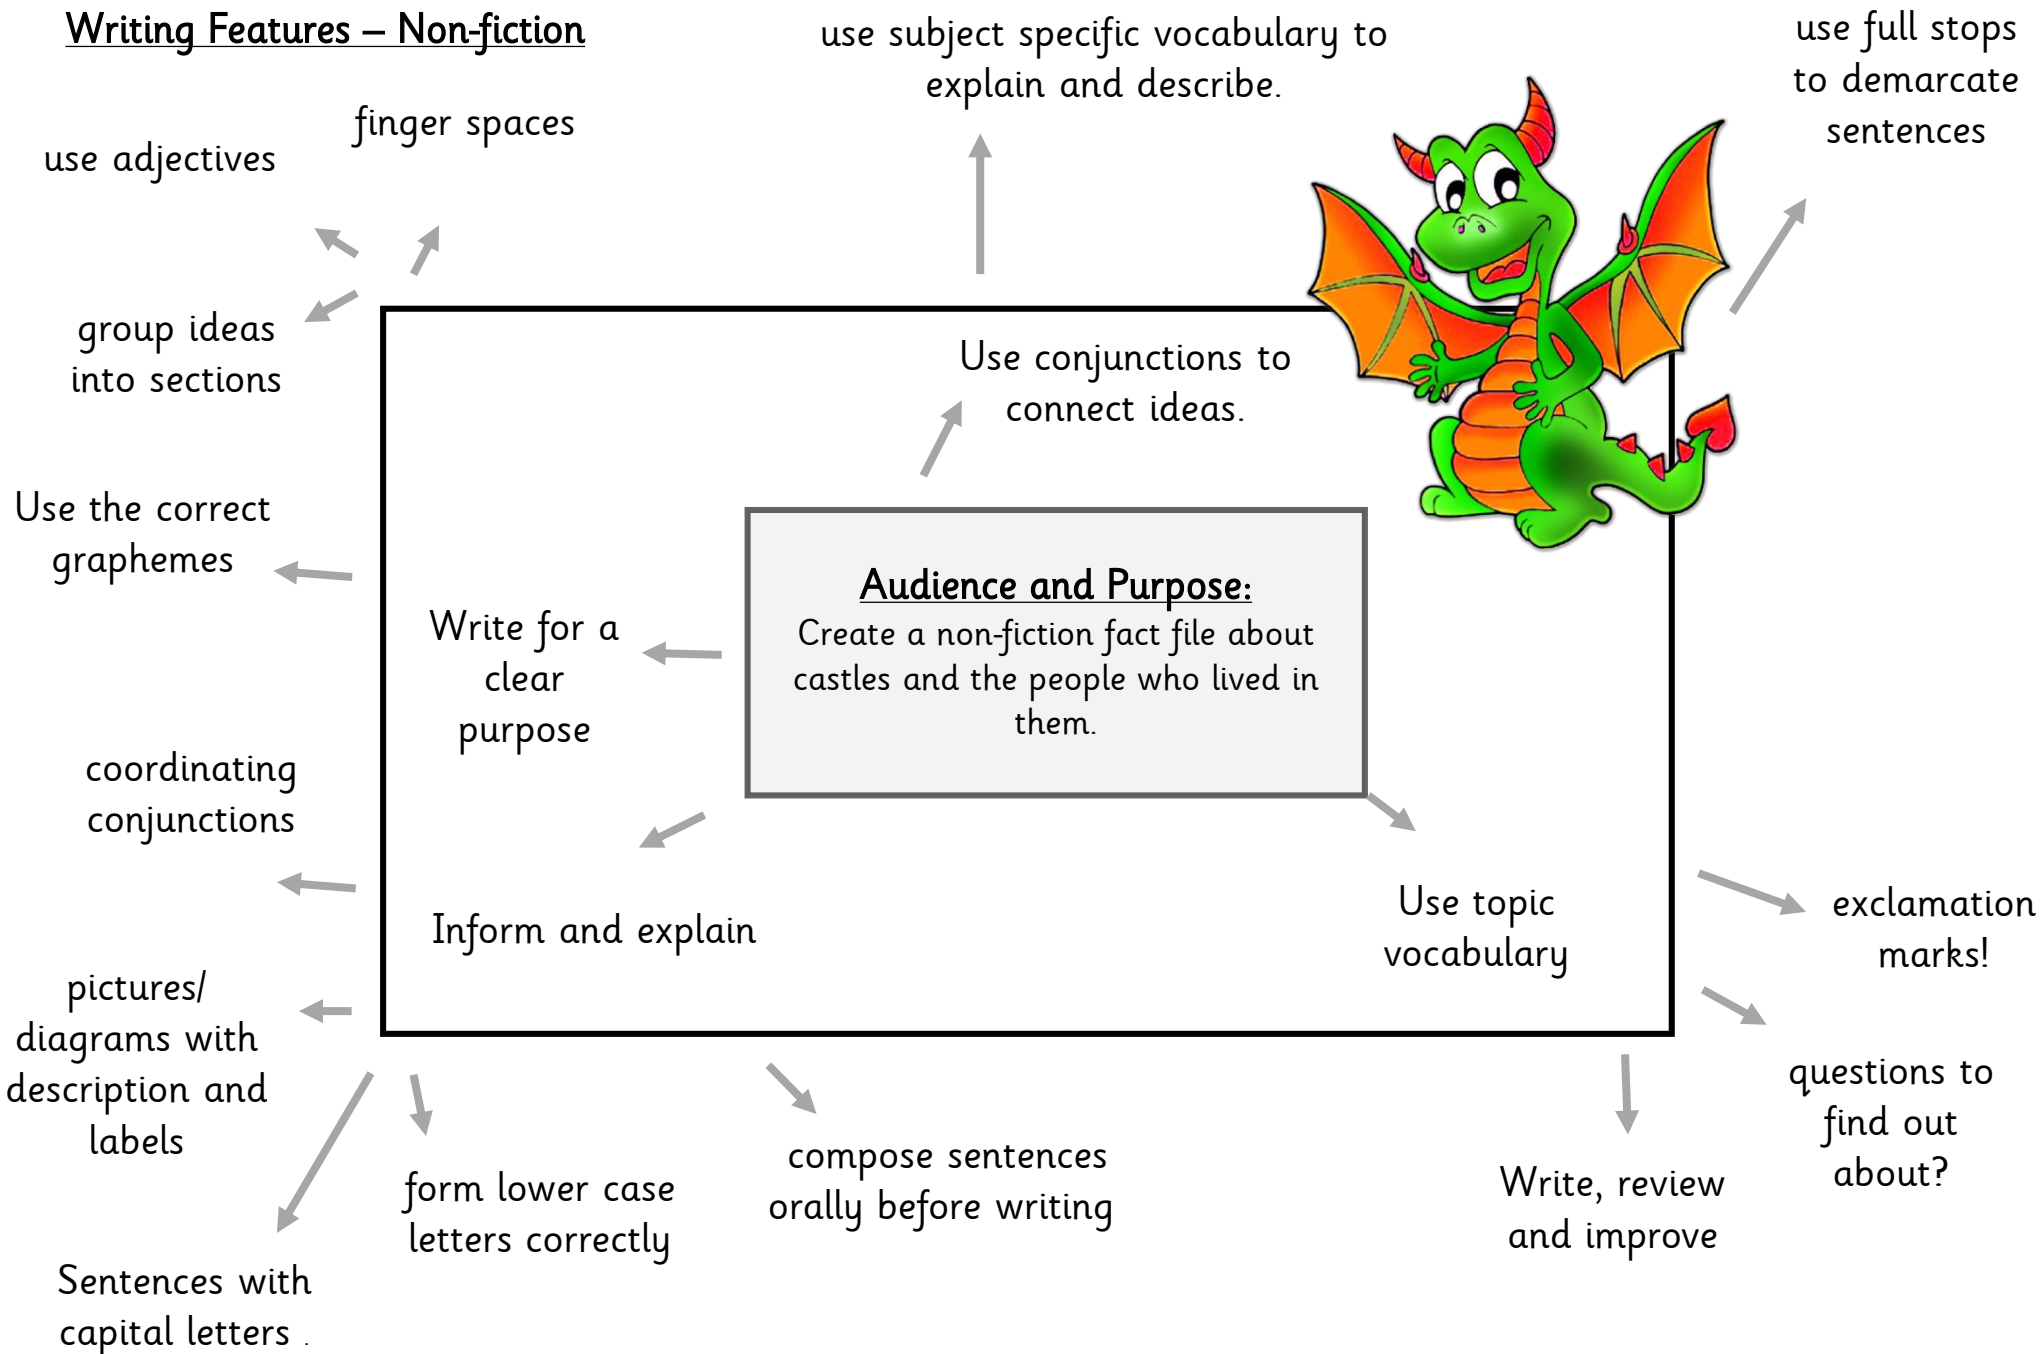 Writing Features – Non-fiction
use subject specific vocabulary to
explain and describe.
use full stops
to demarcate
sentences
finger spaces
use adjectives
group ideas
into sections
Use conjunctions to
connect ideas.
Use the correct
graphemes
Audience and Purpose:
Create a non-fiction fact file about
castles and the people who lived in
them.
Write for a
clear
purpose
coordinating
conjunctions
Inform and explain
Use topic
vocabulary
exclamation
marks!
pictures/
diagrams with
description and
labels
questions to
find out
about?
compose sentences
orally before writing
Write, review
and improve
form lower case
letters correctly
Sentences with
capital letters .